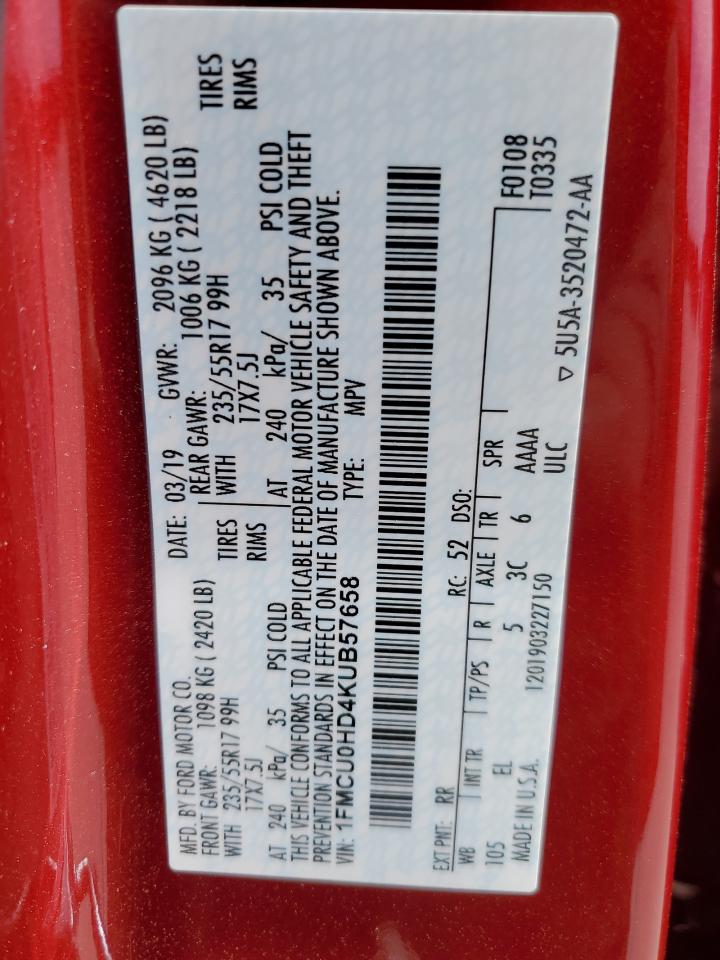 MFD. BY FORD MOTOR CO.
DATE: 03/19 GVWR: 2096 KG ( 4620 LB)
FRONT GAWR: 1098 KG ( 2420 LB)
REAR GAWR: 1006 KG ( 2218 LB)
WITH 235/55R17 99H TIRES
WITH 235/55R17 99H TIRES
17X7.5J RIMS
17X7.5J RIMS
AT 240 kPa/ 35 PSI COLD
AT 240 kPa/ 35 PSI COLD
THIS VEHICLE CONFORMS TO ALL APPLICABLE FEDERAL MOTOR VEHICLE SAFETY AND THEFT
PREVENTION STANDARDS IN EFFECT ON THE DATE OF MANUFACTURE SHOWN ABOVE.
VIN: 1FMCU0HD4KUB57658
TYPE: MPV
EXT PNT: RR RC: 52 DSO:
F0108
WB INT TR TP/PS R AXLE TR SPR
T0335
105 EL 5 3C 6 AAAA
ULC
MADE IN U.S.A. 1201903227150
▽ 5U5A-3520472-AA